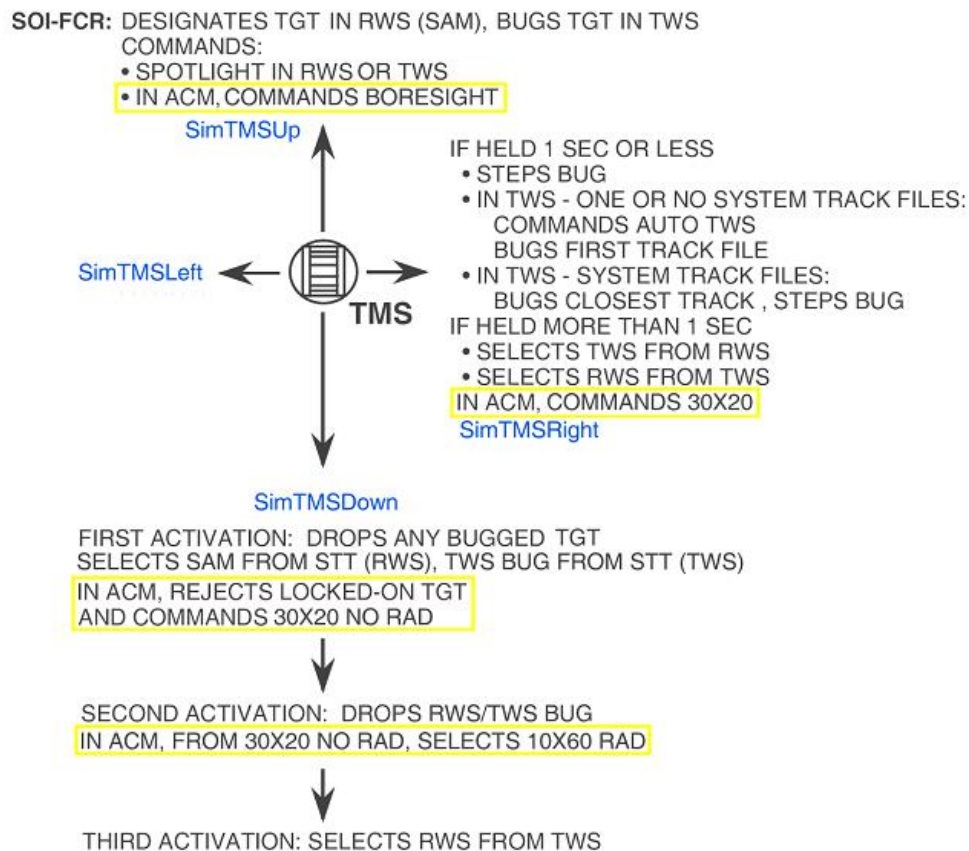 SOI-FCR: DESIGNATES TGT IN RWS (SAM), BUGS TGT IN TWS
COMMANDS:
• SPOTLIGHT IN RWS OR TWS
• IN ACM, COMMANDS BORESIGHT
SimTMSUp
IF HELD 1 SEC OR LESS
• STEPS BUG
• IN TWS - ONE OR NO SYSTEM TRACK FILES:
COMMANDS AUTO TWS
BUGS FIRST TRACK FILE
• IN TWS - SYSTEM TRACK FILES:
BUGS CLOSEST TRACK , STEPS BUG
IF HELD MORE THAN 1 SEC
• SELECTS TWS FROM RWS
• SELECTS RWS FROM TWS
IN ACM, COMMANDS 30X20
SimTMSRight
SimTMSLeft
TMS
SimTMSDown
FIRST ACTIVATION: DROPS ANY BUGGED TGT
SELECTS SAM FROM STT (RWS), TWS BUG FROM STT (TWS)
IN ACM, REJECTS LOCKED-ON TGT
AND COMMANDS 30X20 NO RAD
SECOND ACTIVATION: DROPS RWS/TWS BUG
IN ACM, FROM 30X20 NO RAD, SELECTS 10X60 RAD
THIRD ACTIVATION: SELECTS RWS FROM TWS